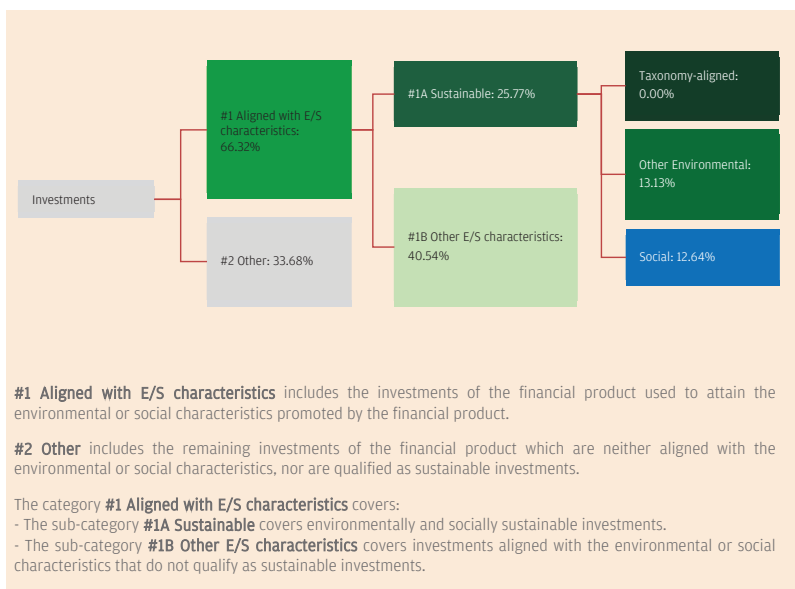 Investments
#1 Aligned with E/S
characteristics:
66.32%
#2 Other: 33.68%
#1A Sustainable: 25.77%
#1B Other E/S characteristics:
40.54%
Taxonomy-aligned:
0.00%
Other Environmental:
13.13%
Social: 12.64%
#1 Aligned with E/S characteristics includes the investments of the financial product used to attain the
environmental or social characteristics promoted by the financial product.
#2 Other includes the remaining investments of the financial product which are neither aligned with the
environmental or social characteristics, nor are qualified as sustainable investments.
The category #1 Aligned with E/S characteristics covers:
- The sub-category #1A Sustainable covers environmentally and socially sustainable investments.
- The sub-category #1B Other E/S characteristics covers investments aligned with the environmental or social
characteristics that do not qualify as sustainable investments.